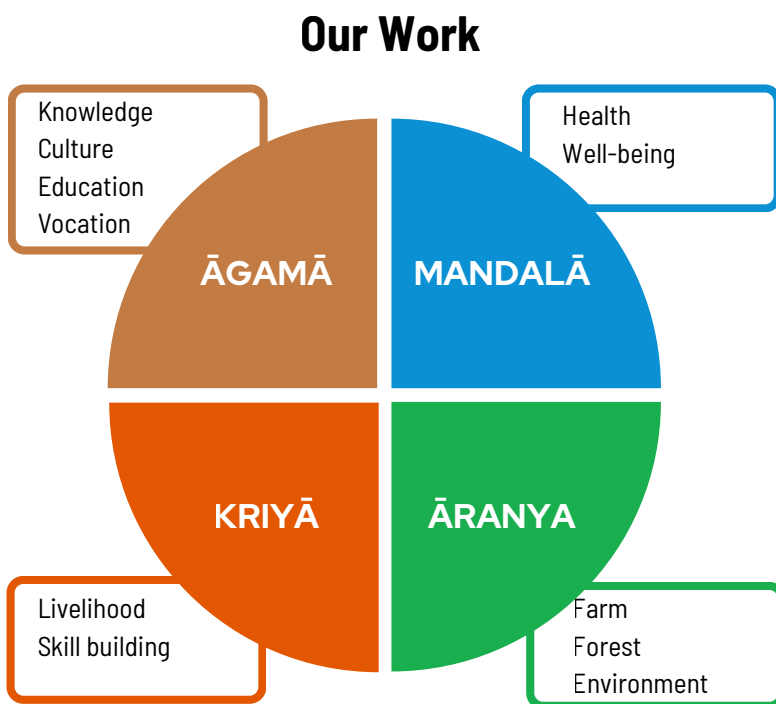 Our Work
Knowledge
Culture
Education
Vocation
Health
Well-being
ĀGAMĀ
MANDALĀ
KRIYĀ
ĀRANYA
Livelihood
Skill building
Farm
Forest
Environment